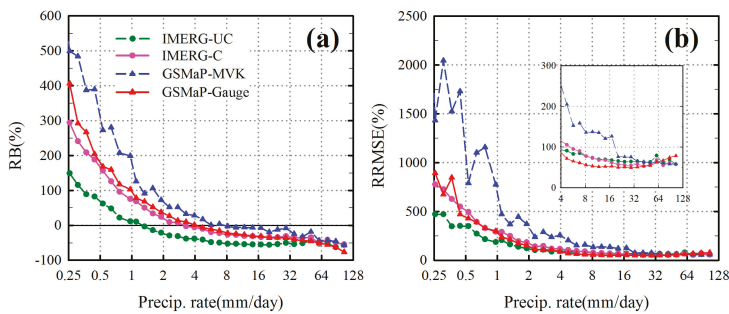 (a)
IMERG-UC
IMERG-C
GSMaP-MVK
GSMaP-Gauge
RB(%)
600
500
400
300
200
100
0
-100
0.25 0.5 1 2 4 8 16 32 64 128
Precip. rate(mm/day)
(b)
RRMSE(%)
2500
2000
1500
1000
500
0
300
200
100
0
4 8 16 32 64 128
0.25 0.5 1 2 4 8 16 32 64 128
Precip. rate(mm/day)